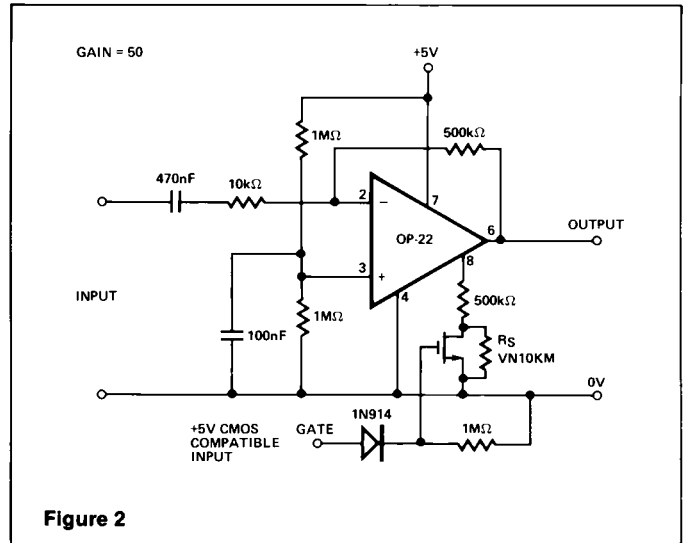 GAIN = 50
+5V
1MΩ
500kΩ
470nF
10kΩ
2
−
7
OP-22
6
OUTPUT
3
+
8
4
INPUT
100nF
1MΩ
500kΩ
RS
VN10KM
0V
1N914
+5V CMOS
COMPATIBLE
INPUT
GATE
1MΩ
Figure 2